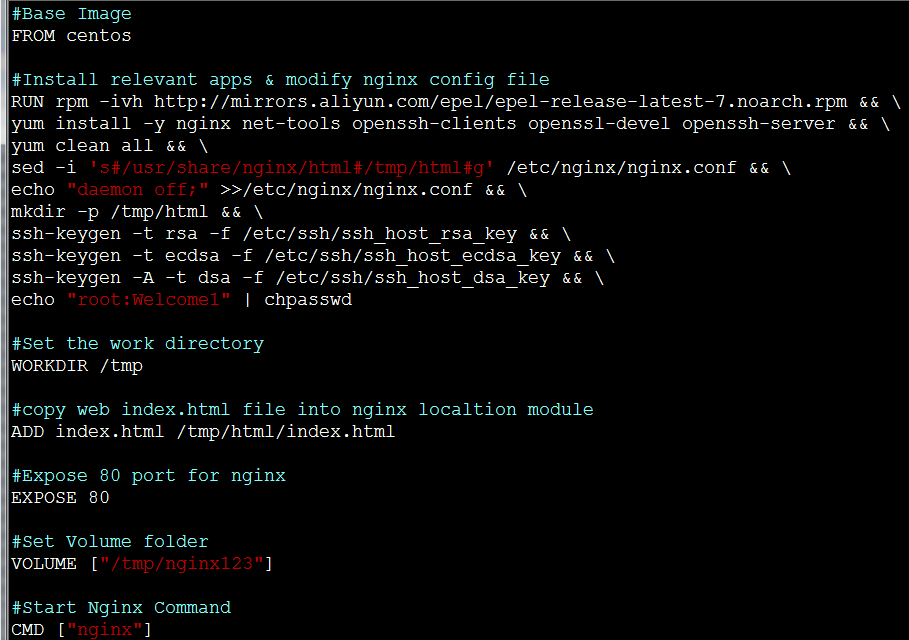 #Base Image
FROM centos
#Install relevant apps & modify nginx config file
RUN rpm -ivh http://mirrors.aliyun.com/epel/epel-release-latest-7.noarch.rpm && \
yum install -y nginx net-tools openssh-clients openssl-devel openssh-server && \
yum clean all && \
sed -i 's#/usr/share/nginx/html#/tmp/html#g' /etc/nginx/nginx.conf && \
echo "daemon off;" >>/etc/nginx/nginx.conf && \
mkdir -p /tmp/html && \
ssh-keygen -t rsa -f /etc/ssh/ssh_host_rsa_key && \
ssh-keygen -t ecdsa -f /etc/ssh/ssh_host_ecdsa_key && \
ssh-keygen -A -t dsa -f /etc/ssh/ssh_host_dsa_key && \
echo "root:Welcome1" | chpasswd
#Set the work directory
WORKDIR /tmp
#copy web index.html file into nginx localtion module
ADD index.html /tmp/html/index.html
#Expose 80 port for nginx
EXPOSE 80
#Set Volume folder
VOLUME ["/tmp/nginx123"]
#Start Nginx Command
CMD ["nginx"]